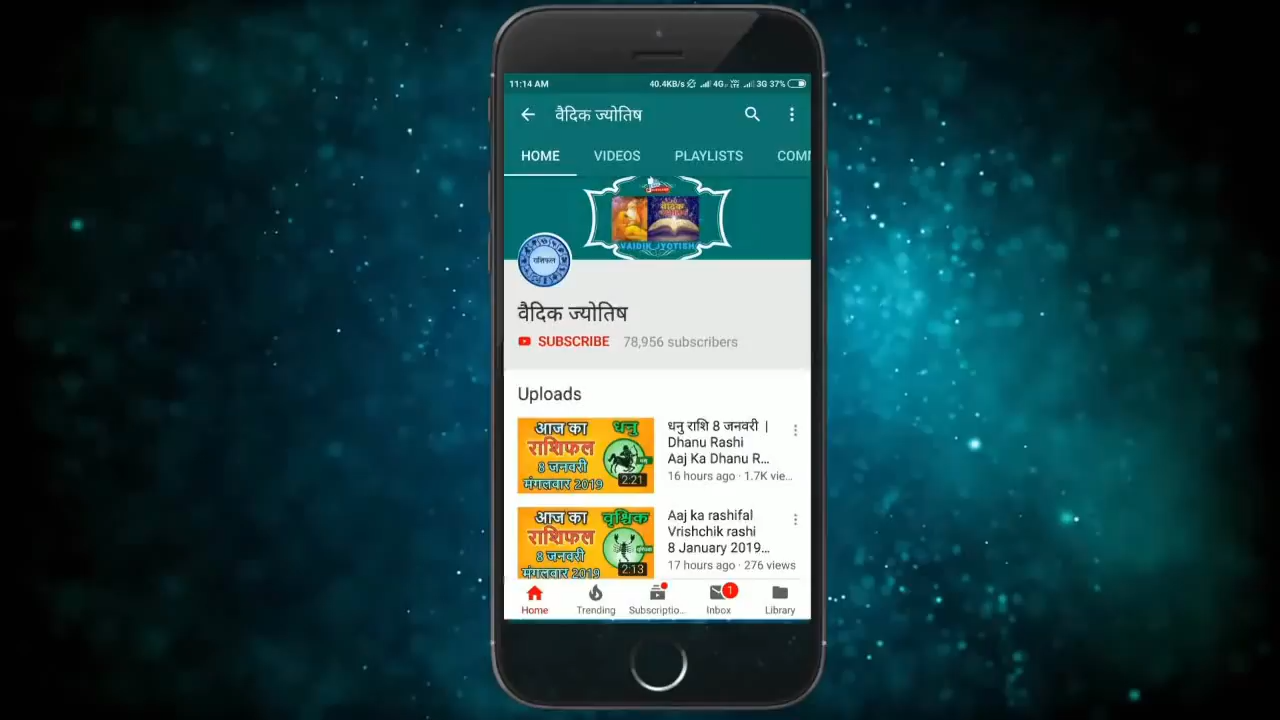 11:14 AM
40.4KB/s 4G VoLTE 3G 37%
वैदिक ज्योतिष
HOME VIDEOS PLAYLISTS COMM
वैदिक
VAIDIK JYOTISH
राशिफल
वैदिक ज्योतिष
SUBSCRIBE 78,956 subscribers
Uploads
आज का धनु
राशिफल
8 जनवरी
मंगलवार 2019
2:21
धनु राशि 8 जनवरी |
Dhanu Rashi
Aaj Ka Dhanu R...
16 hours ago · 1.7K vie...
आज का वृश्चिक
राशिफल
8 जनवरी
मंगलवार 2019
2:13
Aaj ka rashifal
Vrishchik rashi
8 January 2019...
17 hours ago · 276 views
1
Home Trending Subscriptio... Inbox Library